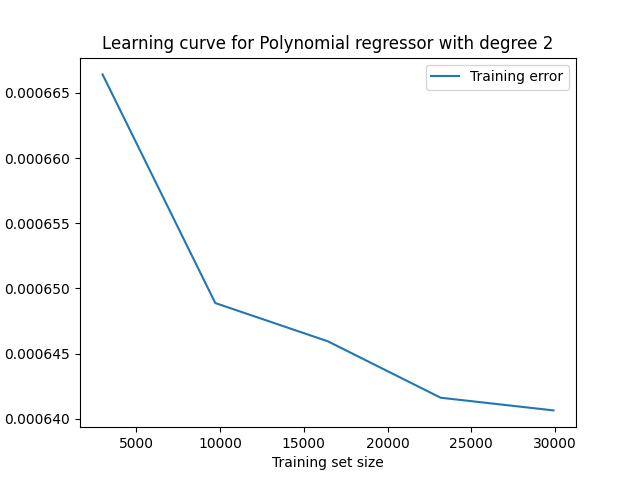 Learning curve for Polynomial regressor with degree 2
Training error
0.000665
0.000660
0.000655
0.000650
0.000645
0.000640
5000 10000 15000 20000 25000 30000
Training set size